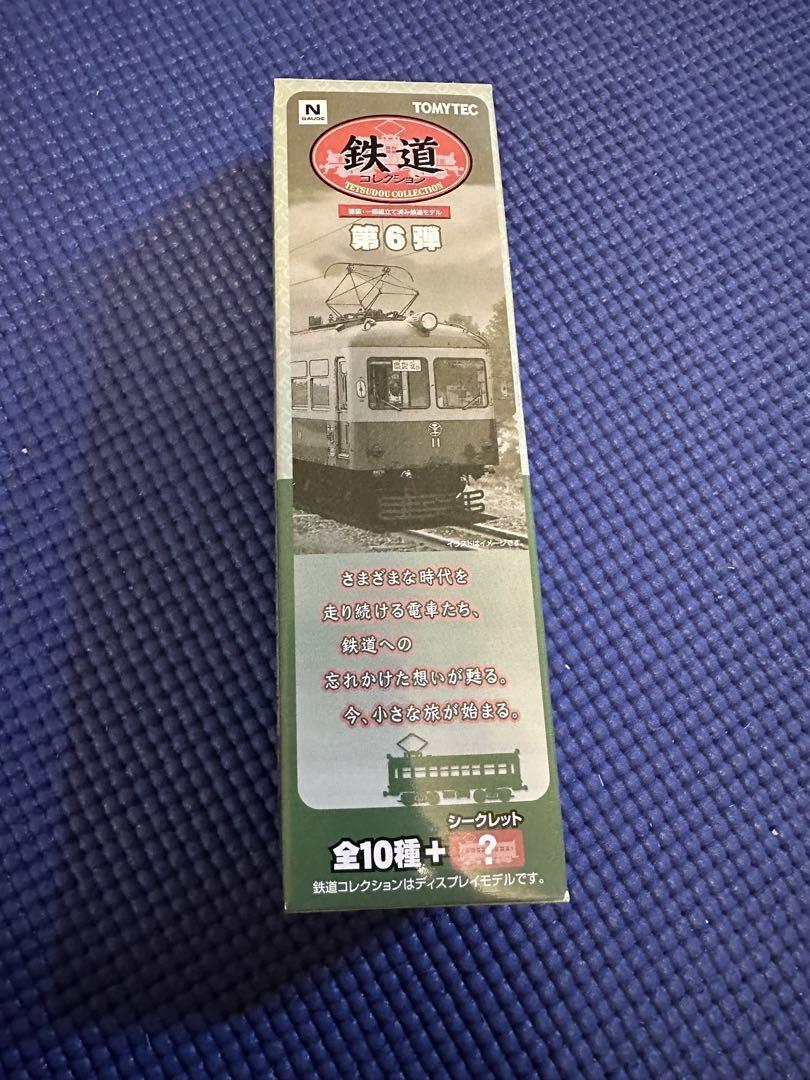 N
GAUGE
TOMYTEC
鉄道
コレクション
TETSUDOU COLLECTION
塗装・一部組立て済み鉄道モデル
第6弾
11
イラストはイメージです。
さまざまな時代を
走り続ける電車たち、
鉄道への
忘れかけた想いが甦る。
今、小さな旅が始まる。
シークレット
全10種+ ?
鉄道コレクションはディスプレイモデルです。